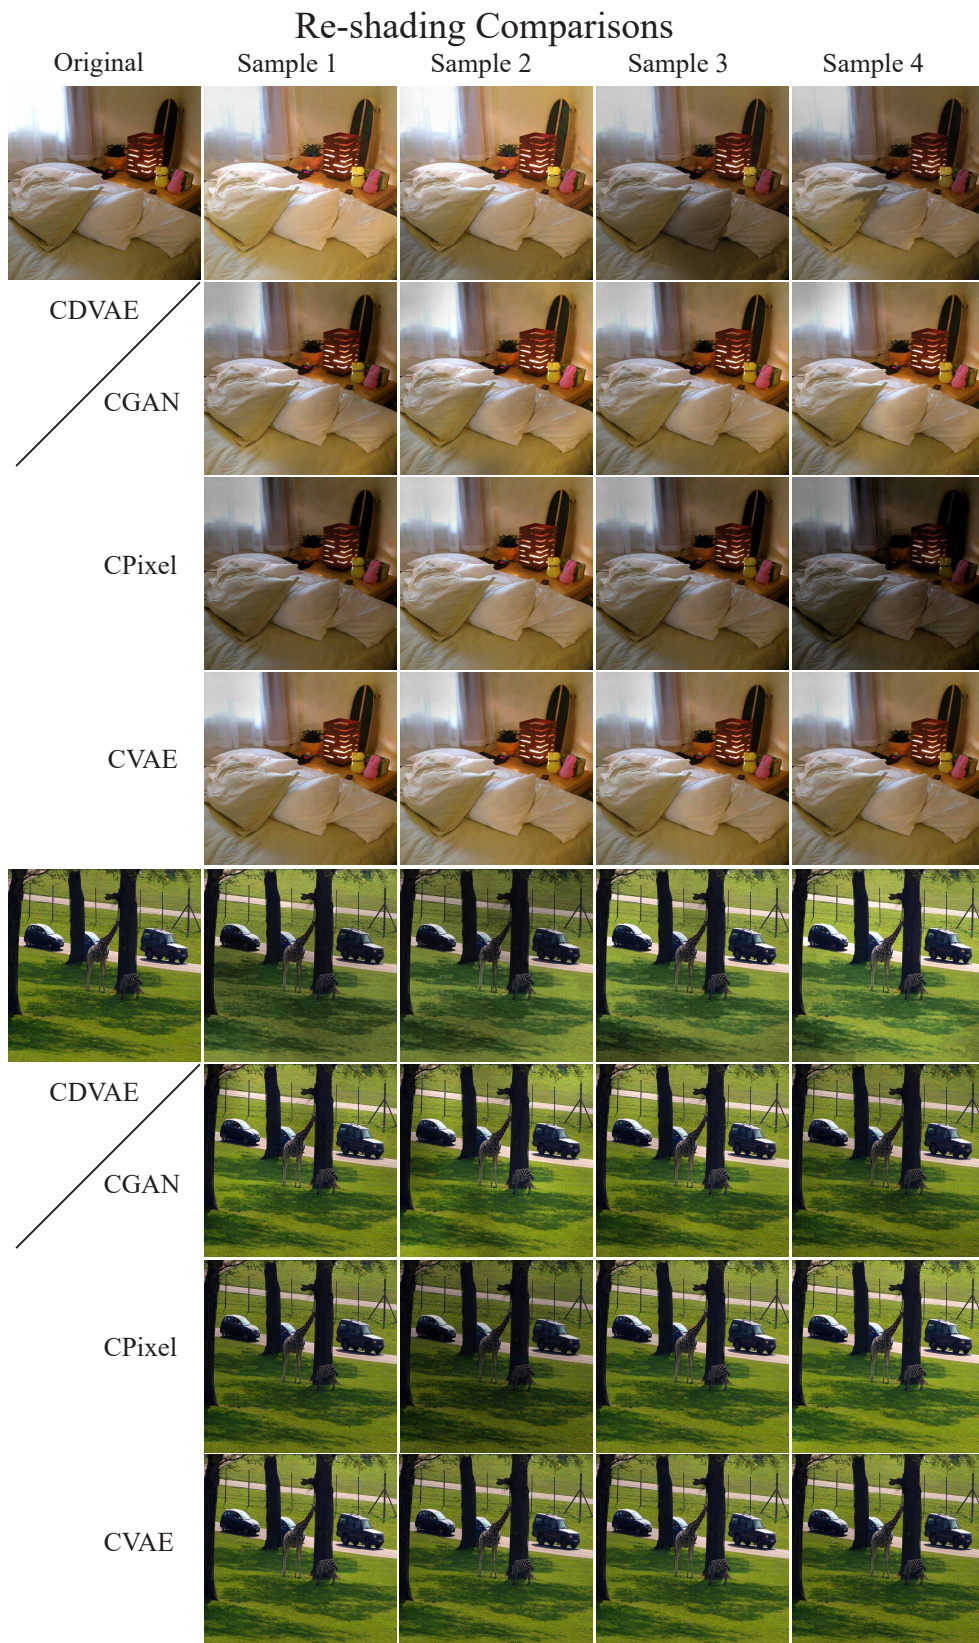 Re-shading Comparisons
Original Sample 1 Sample 2 Sample 3 Sample 4
CDVAE
CGAN
CPixel
CVAE
CDVAE
CGAN
CPixel
CVAE